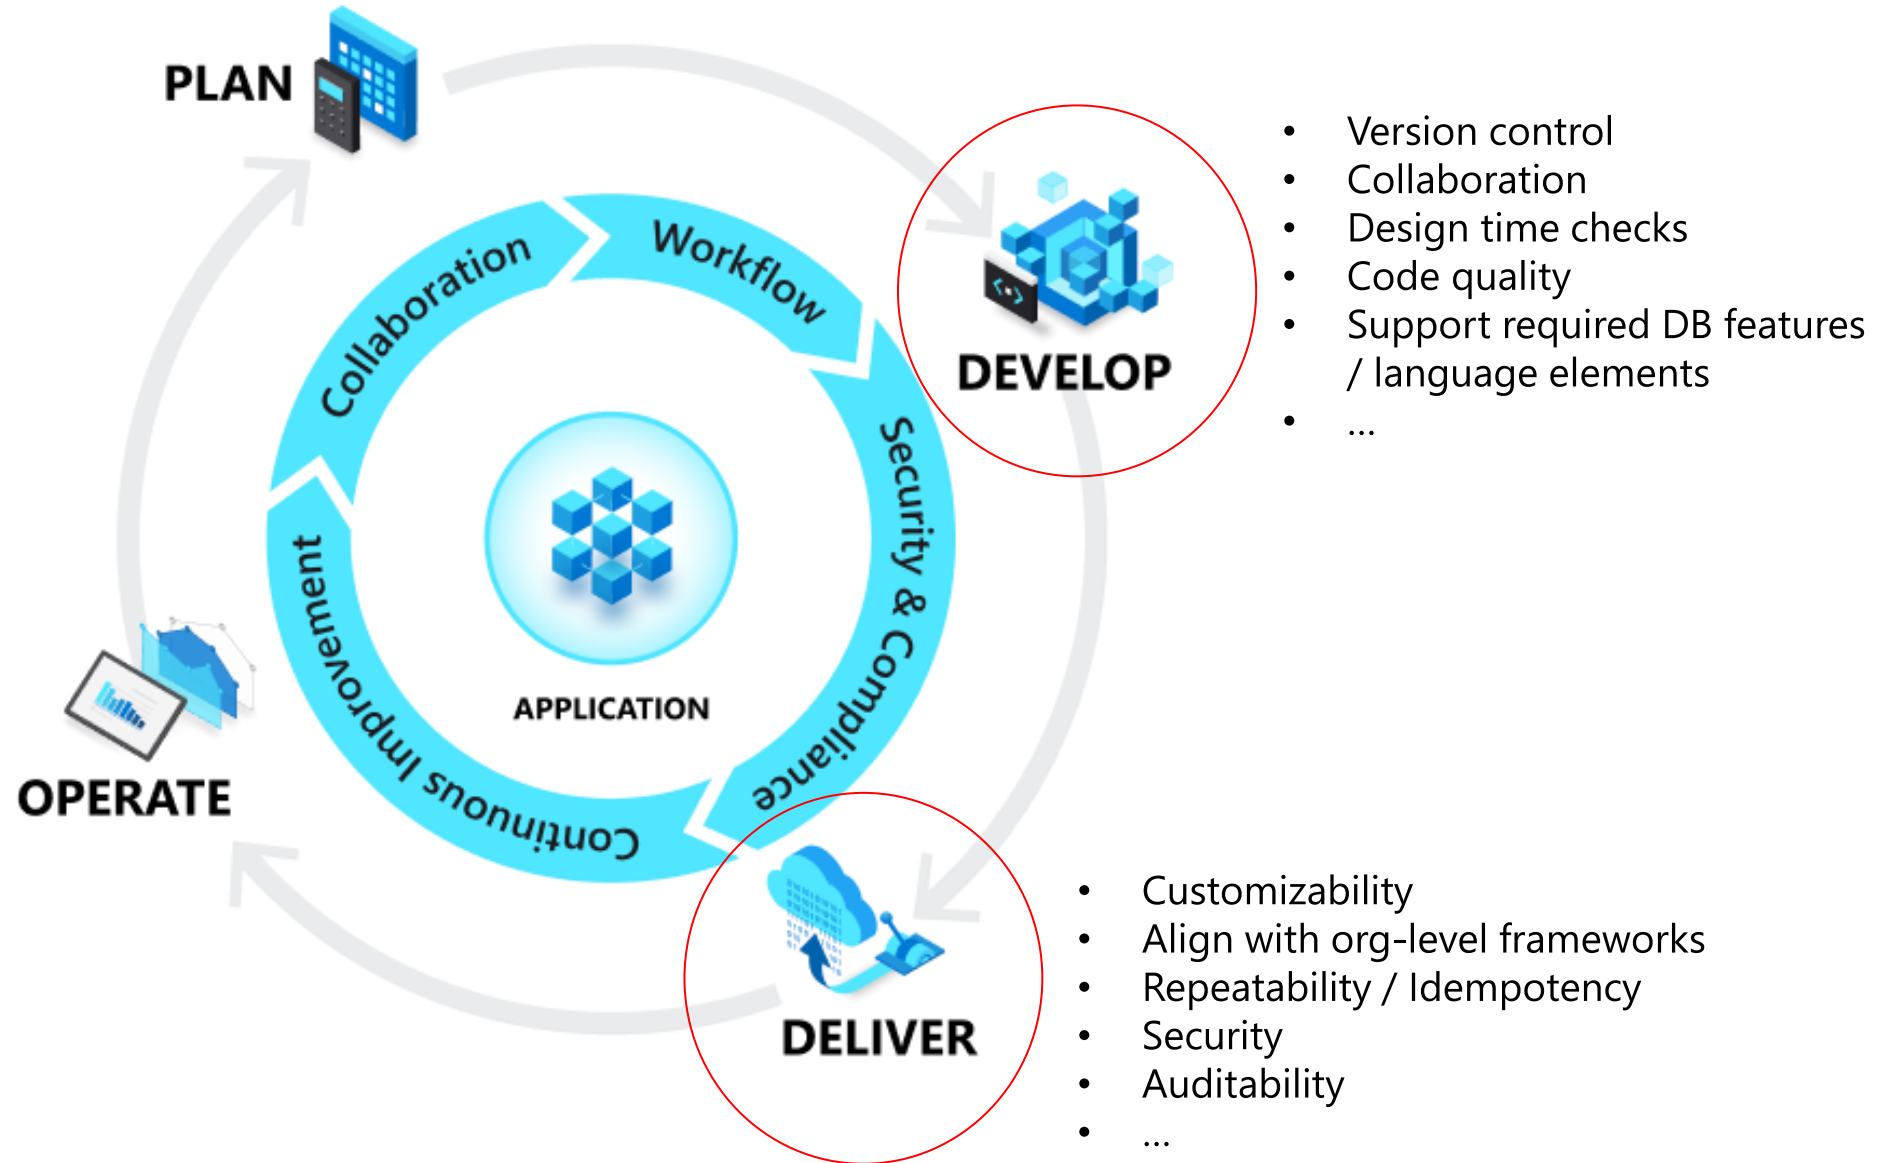 PLAN
DEVELOP
• Version control
• Collaboration
• Design time checks
• Code quality
• Support required DB features
/ language elements
• ...
Collaboration
Workflow
Security & Compliance
Continuous Improvement
APPLICATION
OPERATE
DELIVER
• Customizability
• Align with org-level frameworks
• Repeatability / Idempotency
• Security
• Auditability
• ...